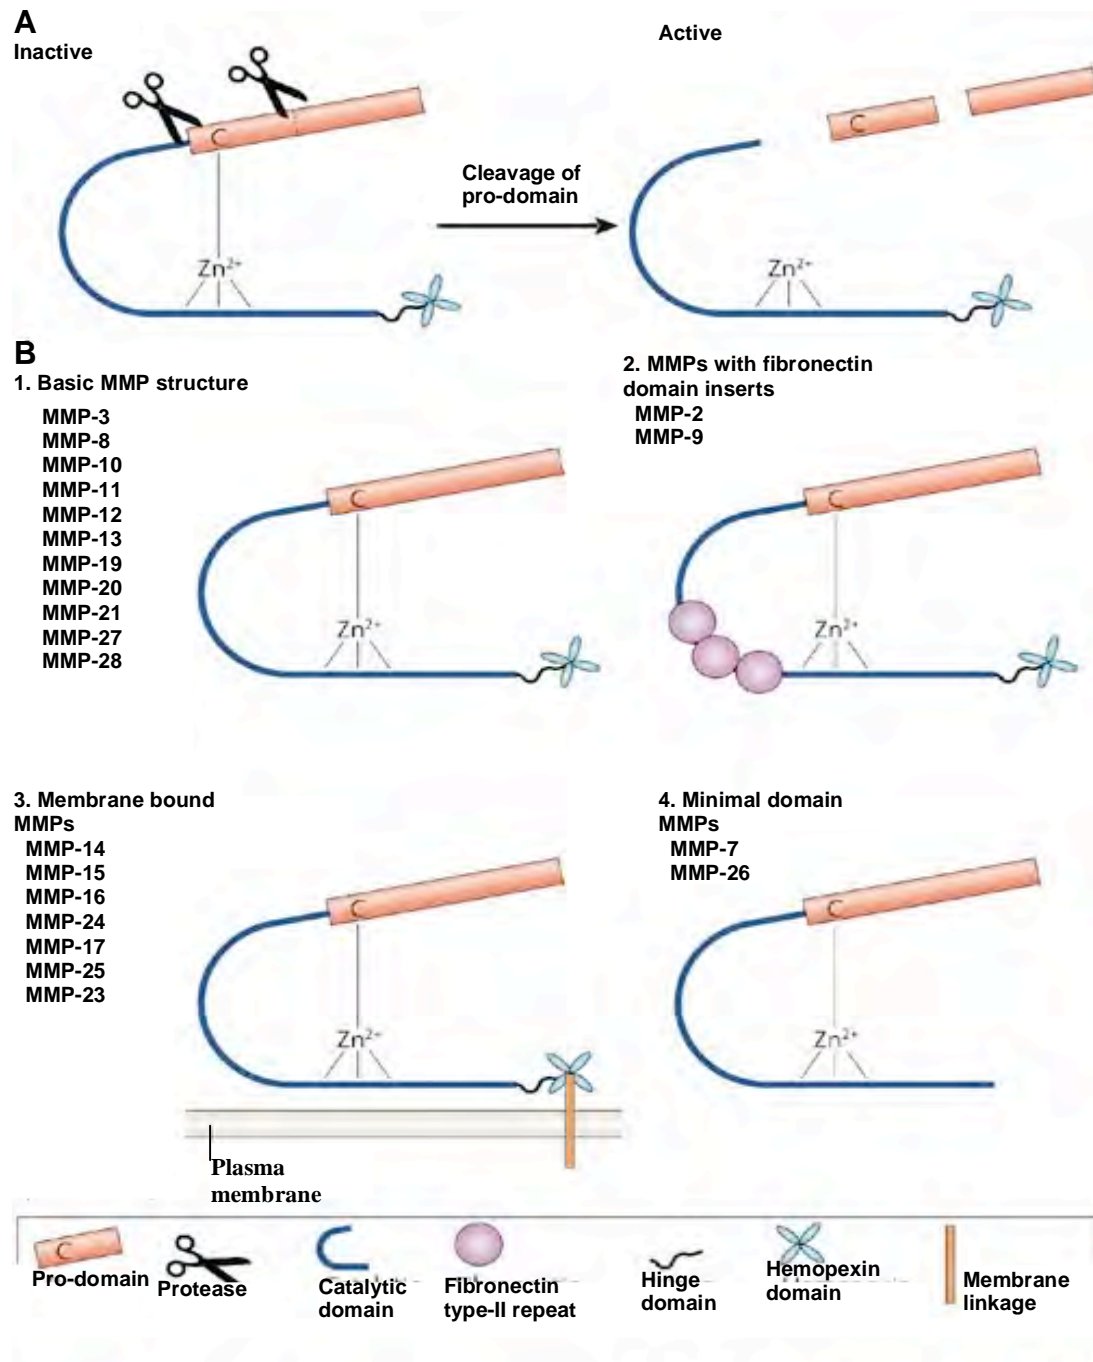 A
Inactive
Active
C
C
Cleavage of
pro-domain
Zn²⁺
Zn²⁺
B
1. Basic MMP structure
MMP-3
MMP-8
MMP-10
MMP-11
MMP-12
MMP-13
MMP-19
MMP-20
MMP-21
MMP-27
MMP-28
C
Zn²⁺
2. MMPs with fibronectin
domain inserts
MMP-2
MMP-9
C
Zn²⁺
3. Membrane bound
MMPs
MMP-14
MMP-15
MMP-16
MMP-24
MMP-17
MMP-25
MMP-23
C
Zn²⁺
Plasma
membrane
4. Minimal domain
MMPs
MMP-7
MMP-26
C
Zn²⁺
C
Pro-domain
Protease
Catalytic
domain
Fibronectin
type-II repeat
Hinge
domain
Hemopexin
domain
Membrane
linkage